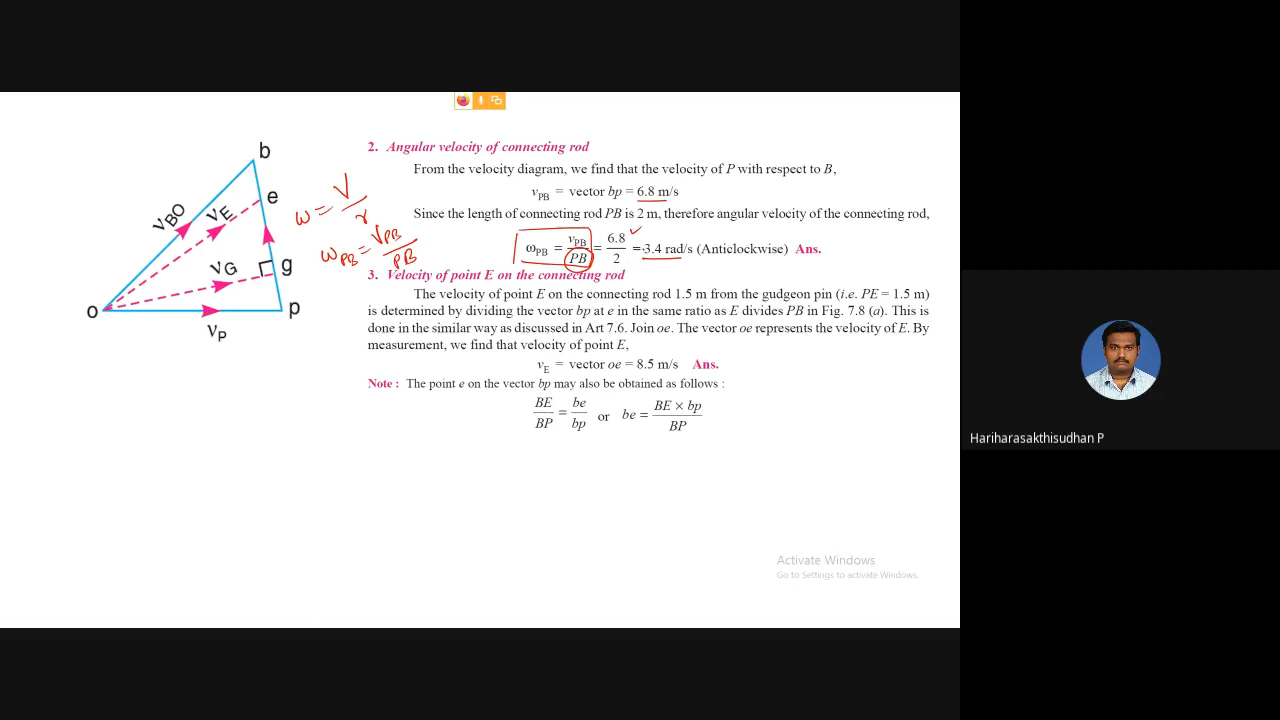 b
e
g
o
p
vBO
vE
vG
vP
ω = V/r
ωPB = VPB/PB
2. Angular velocity of connecting rod
From the velocity diagram, we find that the velocity of P with respect to B,
vPB = vector bp = 6.8 m/s
Since the length of connecting rod PB is 2 m, therefore angular velocity of the connecting rod,
ωPB = vPB/PB = 6.8/2 = 3.4 rad/s (Anticlockwise) Ans.
3. Velocity of point E on the connecting rod
The velocity of point E on the connecting rod 1.5 m from the gudgeon pin (i.e. PE = 1.5 m)
is determined by dividing the vector bp at e in the same ratio as E divides PB in Fig. 7.8 (a). This is
done in the similar way as discussed in Art 7.6. Join oe. The vector oe represents the velocity of E. By
measurement, we find that velocity of point E,
vE = vector oe = 8.5 m/s Ans.
Note : The point e on the vector bp may also be obtained as follows :
BE/BP = be/bp or be = BE × bp/BP
Activate Windows
Go to Settings to activate Windows.
Hariharasakthisudhan P